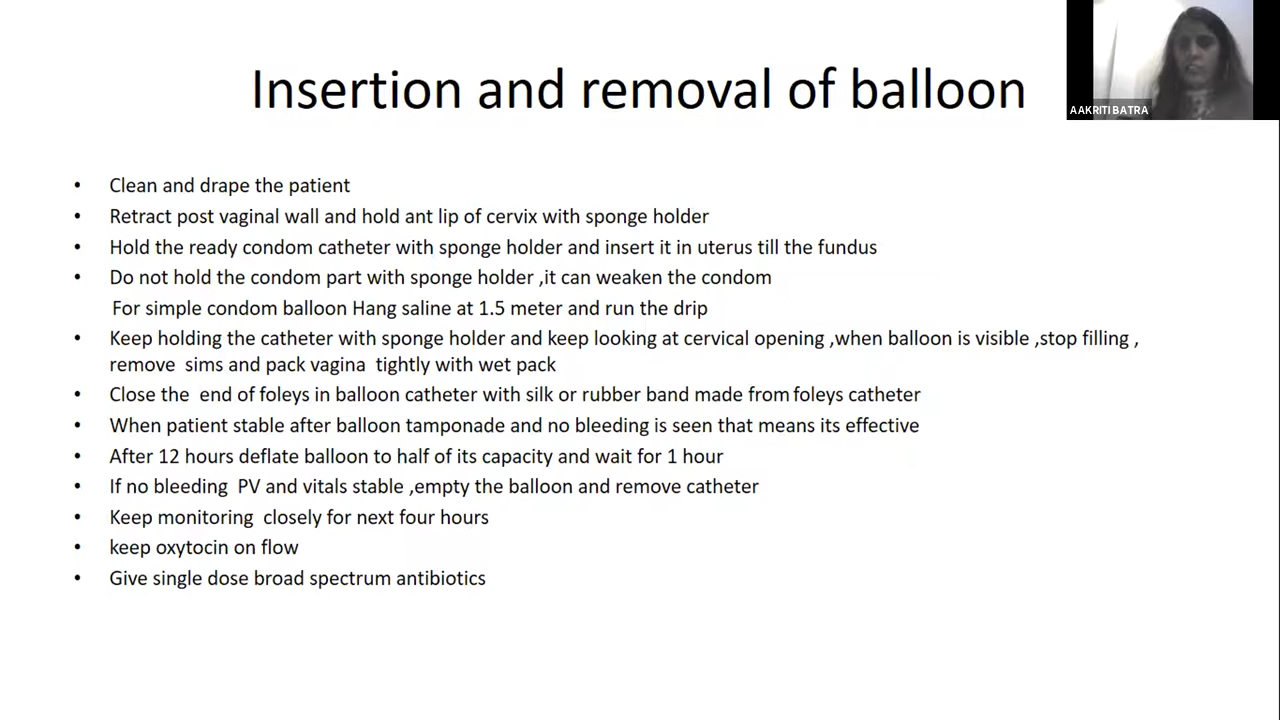 Insertion and removal of balloon
AAKRITI BATRA
• Clean and drape the patient
• Retract post vaginal wall and hold ant lip of cervix with sponge holder
• Hold the ready condom catheter with sponge holder and insert it in uterus till the fundus
• Do not hold the condom part with sponge holder ,it can weaken the condom
For simple condom balloon Hang saline at 1.5 meter and run the drip
• Keep holding the catheter with sponge holder and keep looking at cervical opening ,when balloon is visible ,stop filling ,
remove sims and pack vagina tightly with wet pack
• Close the end of foleys in balloon catheter with silk or rubber band made from foleys catheter
• When patient stable after balloon tamponade and no bleeding is seen that means its effective
• After 12 hours deflate balloon to half of its capacity and wait for 1 hour
• If no bleeding PV and vitals stable ,empty the balloon and remove catheter
• Keep monitoring closely for next four hours
• keep oxytocin on flow
• Give single dose broad spectrum antibiotics